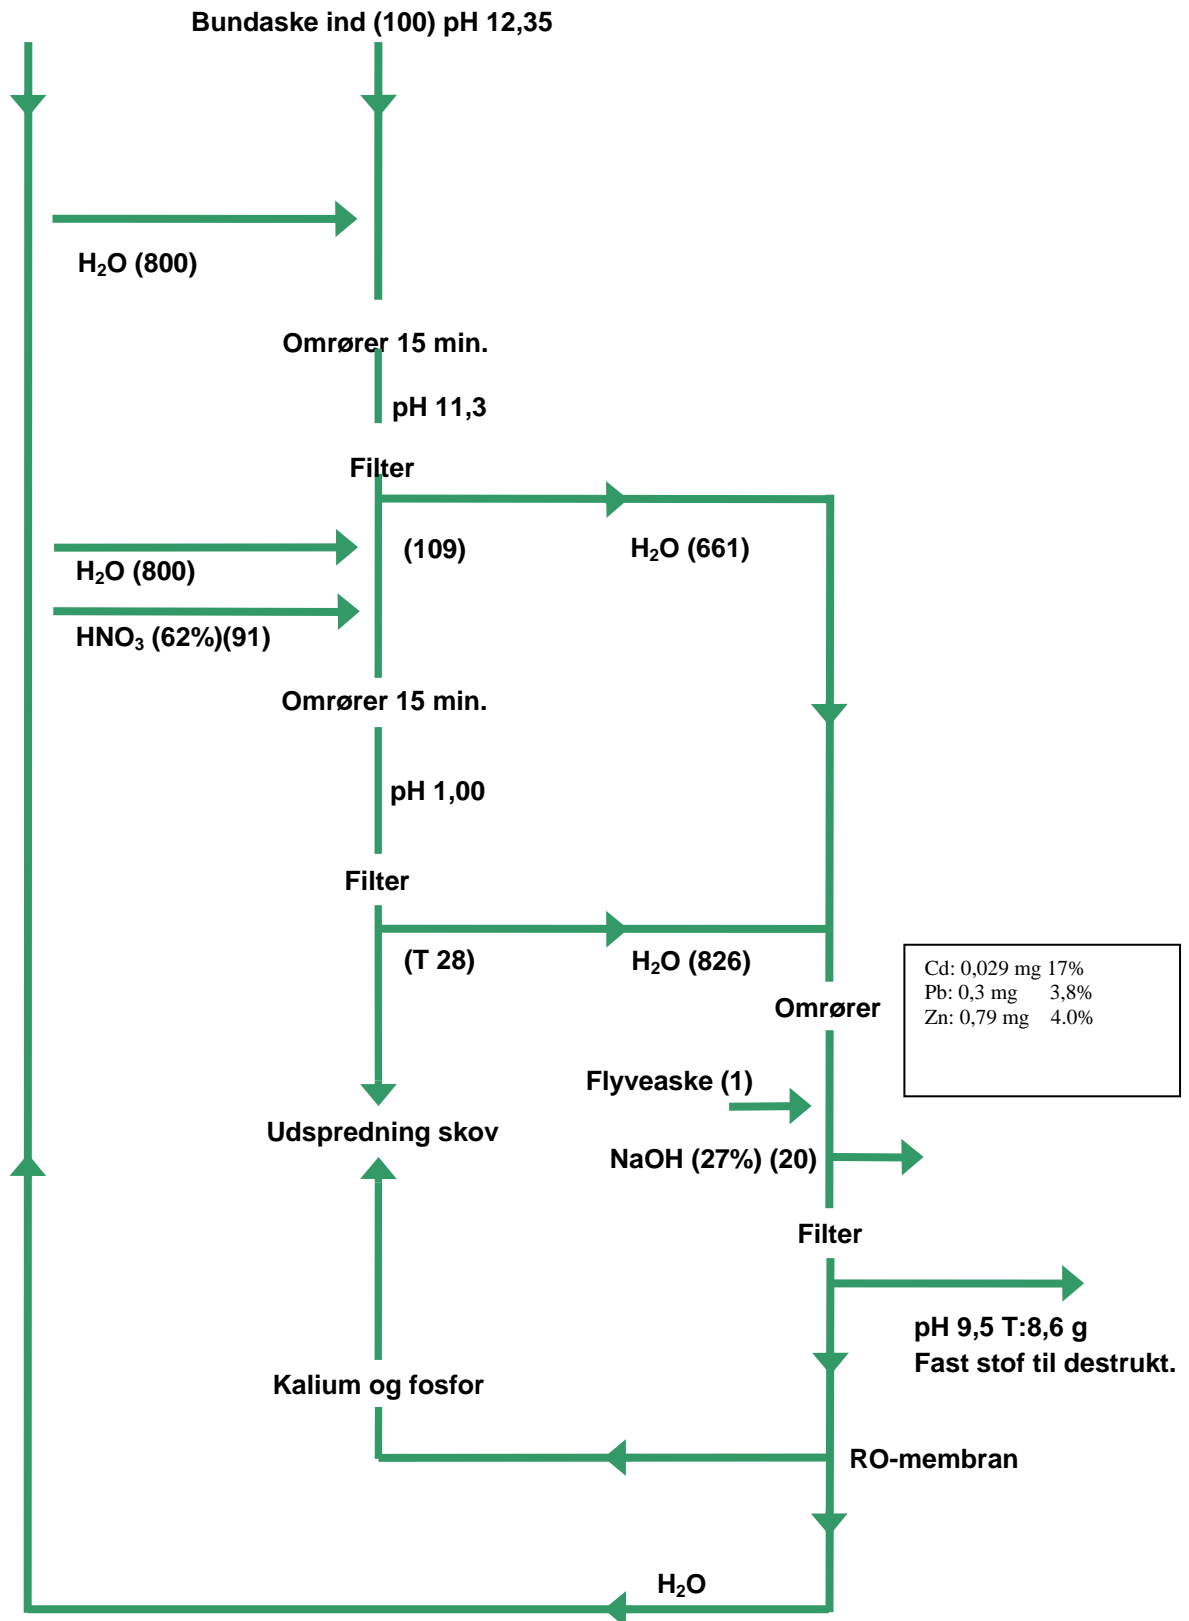 Bundaske ind (100) pH 12,35
H₂O (800)
Omrører 15 min.
pH 11,3
Filter
(109)
H₂O (661)
H₂O (800)
HNO₃ (62%)(91)
Omrører 15 min.
pH 1,00
Filter
(T 28)
H₂O (826)
Cd: 0,029 mg 17%
Pb: 0,3 mg 3,8%
Zn: 0,79 mg 4.0%
Omrører
Flyveaske (1)
Udspredning skov
NaOH (27%) (20)
Filter
pH 9,5 T:8,6 g
Fast stof til destrukt.
Kalium og fosfor
RO-membran
H₂O